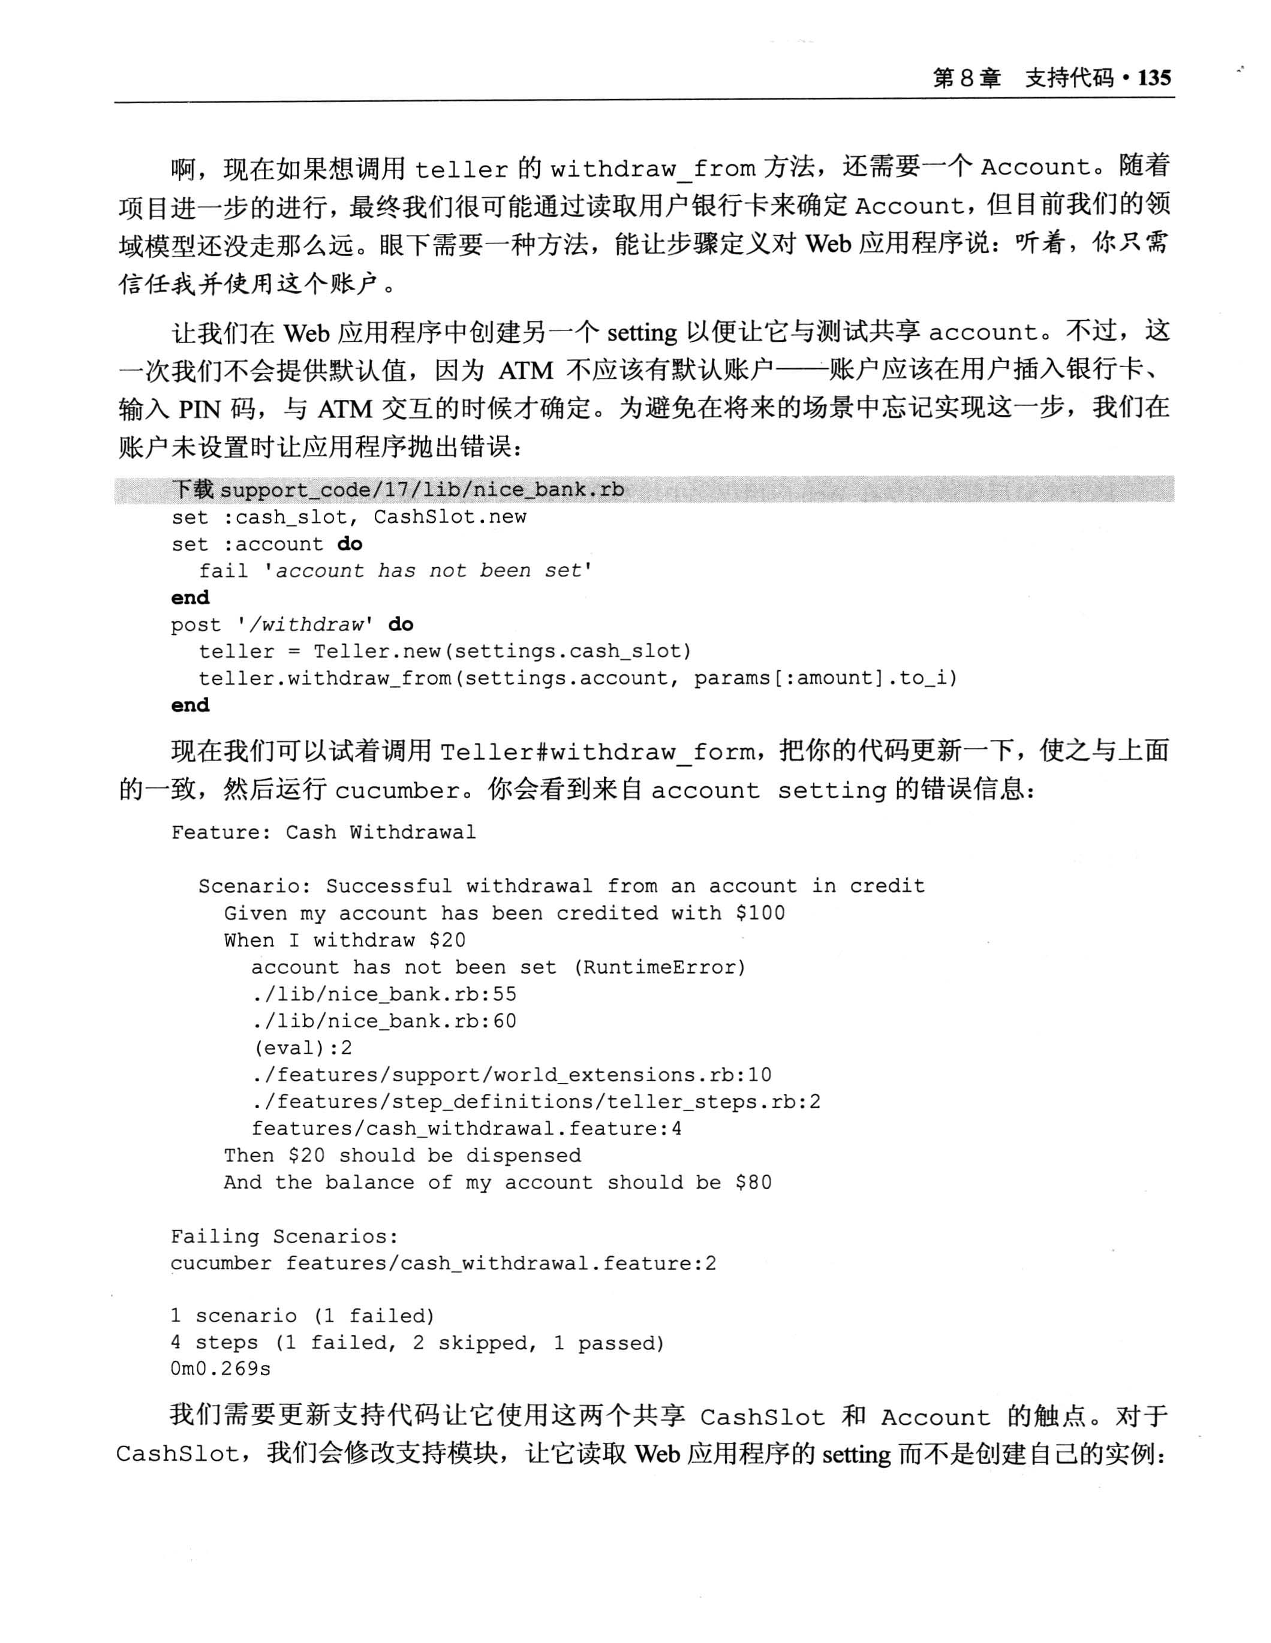 第 8 章　支持代码・135
啊，现在如果想调用 teller 的 withdraw_from 方法，还需要一个 Account。随着
项目进一步的进行，最终我们很可能通过读取用户银行卡来确定 Account，但目前我们的领
域模型还没走那么远。眼下需要一种方法，能让步骤定义对 Web 应用程序说：听着，你只需
信任我并使用这个账户。
让我们在 Web 应用程序中创建另一个 setting 以便让它与测试共享 account。不过，这
一次我们不会提供默认值，因为 ATM 不应该有默认账户——账户应该在用户插入银行卡、
输入 PIN 码，与 ATM 交互的时候才确定。为避免在将来的场景中忘记实现这一步，我们在
账户未设置时让应用程序抛出错误：
下载 support_code/17/lib/nice_bank.rb
set :cash_slot, CashSlot.new
set :account do
  fail 'account has not been set'
end
post '/withdraw' do
  teller = Teller.new(settings.cash_slot)
  teller.withdraw_from(settings.account, params[:amount].to_i)
end
现在我们可以试着调用 Teller#withdraw_form，把你的代码更新一下，使之与上面
的一致，然后运行 cucumber。你会看到来自 account setting 的错误信息：
Feature: Cash Withdrawal
  Scenario: Successful withdrawal from an account in credit
    Given my account has been credited with $100
    When I withdraw $20
      account has not been set (RuntimeError)
      ./lib/nice_bank.rb:55
      ./lib/nice_bank.rb:60
      (eval):2
      ./features/support/world_extensions.rb:10
      ./features/step_definitions/teller_steps.rb:2
      features/cash_withdrawal.feature:4
    Then $20 should be dispensed
    And the balance of my account should be $80
Failing Scenarios:
cucumber features/cash_withdrawal.feature:2
1 scenario (1 failed)
4 steps (1 failed, 2 skipped, 1 passed)
0m0.269s
我们需要更新支持代码让它使用这两个共享 CashSlot 和 Account 的触点。对于
CashSlot，我们会修改支持模块，让它读取 Web 应用程序的 setting 而不是创建自己的实例：